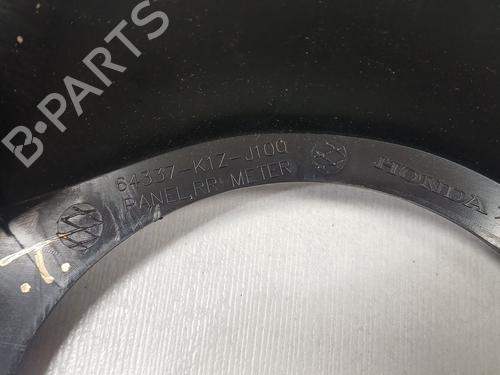 B-PARTS
64337-K1Z-J100
PANEL,RR METER
HONDA